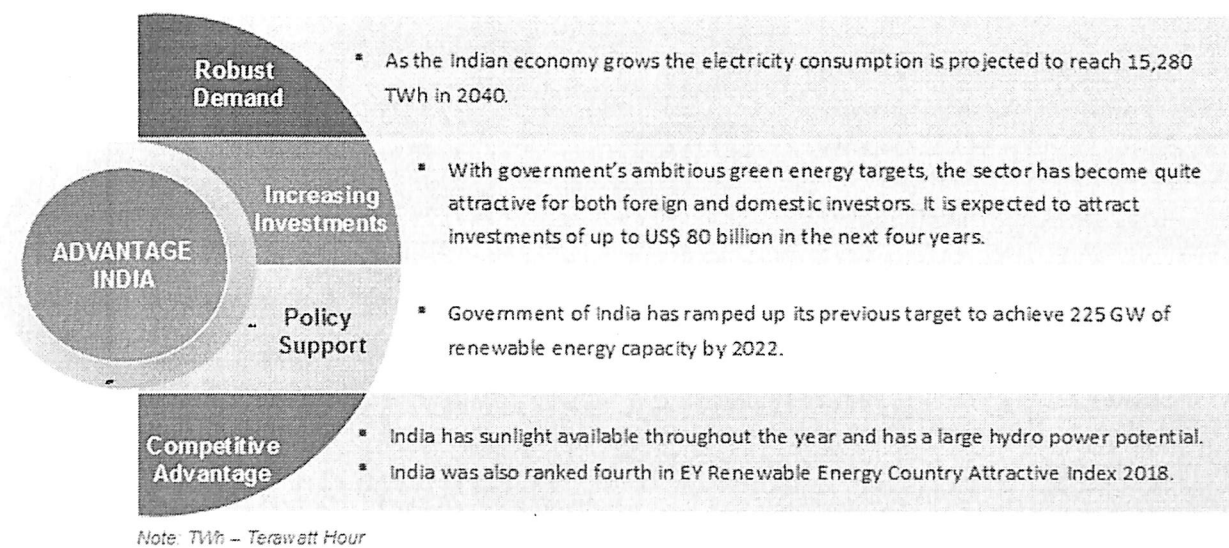 Robust
Demand
▪ As the Indian economy grows the electricity consumption is projected to reach 15,280
TWh in 2040.
Increasing
Investments
▪ With government's ambitious green energy targets, the sector has become quite
attractive for both foreign and domestic investors. It is expected to attract
investments of up to US$ 80 billion in the next four years.
ADVANTAGE
INDIA
Policy
Support
▪ Government of India has ramped up its previous target to achieve 225 GW of
renewable energy capacity by 2022.
Competitive
Advantage
▪ India has sunlight available throughout the year and has a large hydro power potential.
▪ India was also ranked fourth in EY Renewable Energy Country Attractive Index 2018.
Note: TWh – Terawatt Hour